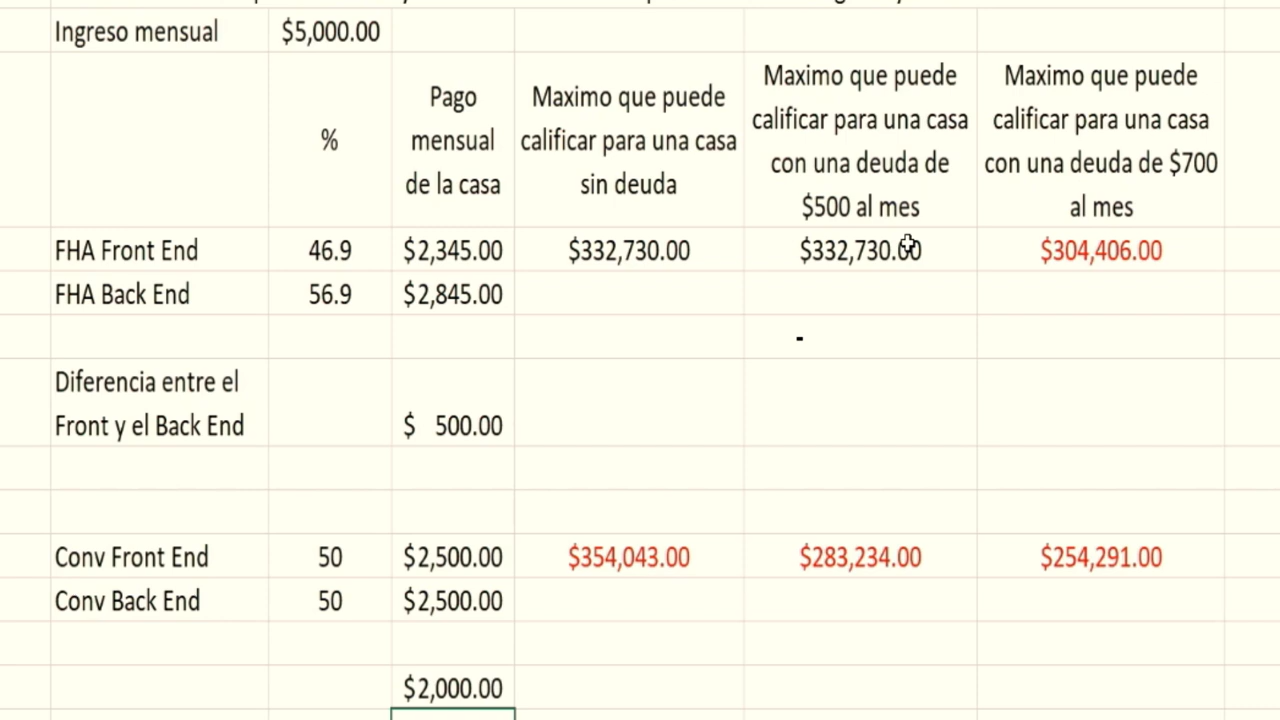 Ingreso mensual $5,000.00
%
Pago
mensual
de la casa
Maximo que puede
calificar para una casa
sin deuda
Maximo que puede
calificar para una casa
con una deuda de
$500 al mes
Maximo que puede
calificar para una casa
con una deuda de $700
al mes
FHA Front End 46.9 $2,345.00 $332,730.00 $332,730.00 $304,406.00
FHA Back End 56.9 $2,845.00
-
Diferencia entre el
Front y el Back End $ 500.00
Conv Front End 50 $2,500.00 $354,043.00 $283,234.00 $254,291.00
Conv Back End 50 $2,500.00
$2,000.00